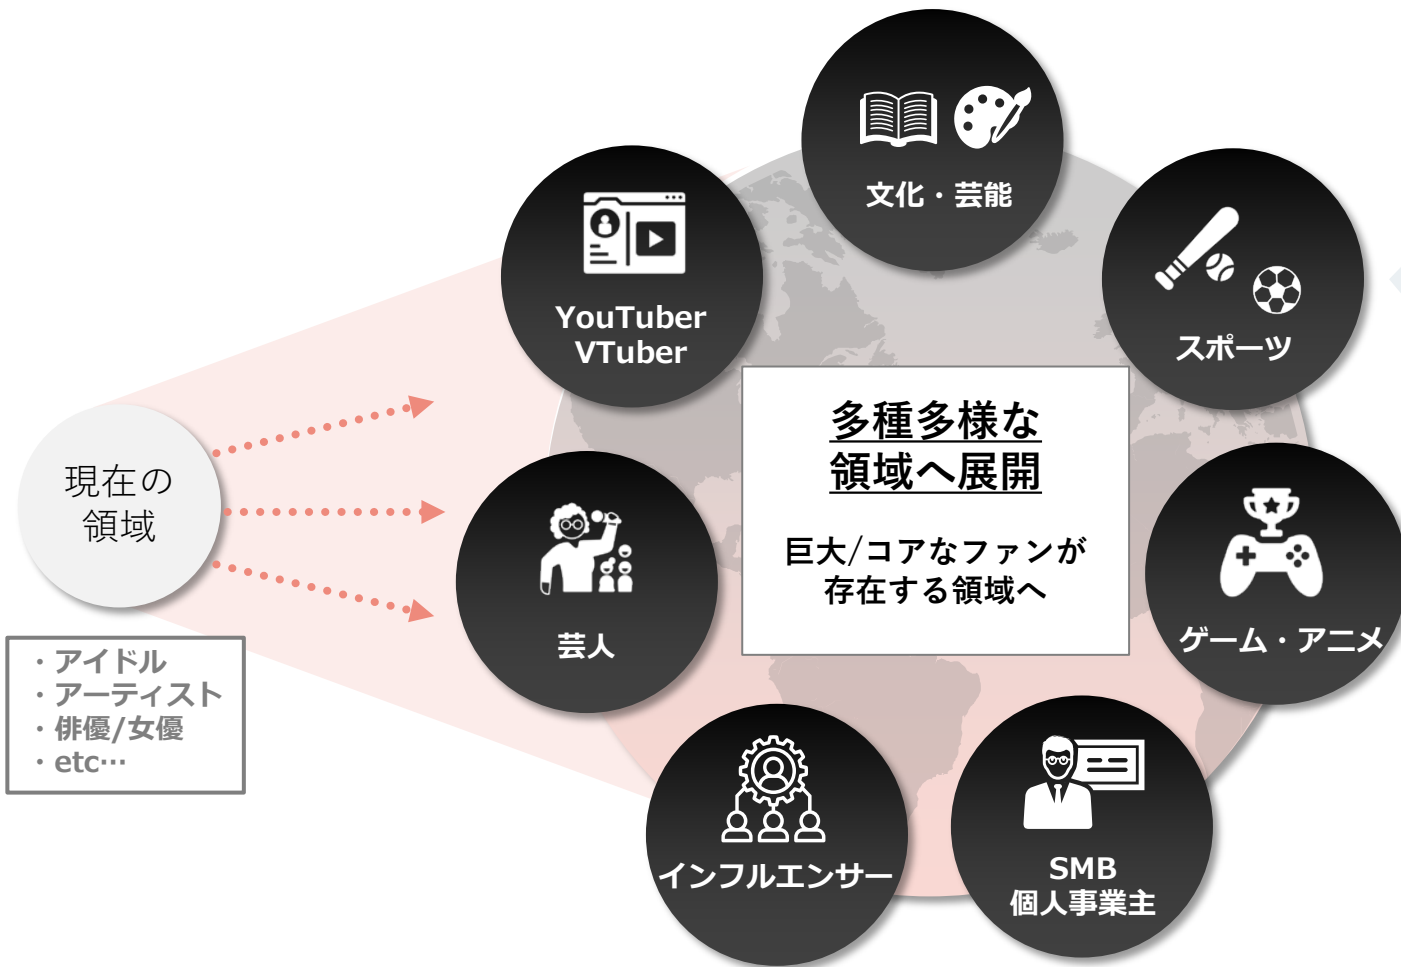 現在の
領域
・アイドル
・アーティスト
・俳優/女優
・etc…
文化・芸能
YouTuber
VTuber
スポーツ
多種多様な
領域へ展開
巨大/コアなファンが
存在する領域へ
芸人
ゲーム・アニメ
インフルエンサー
SMB
個人事業主